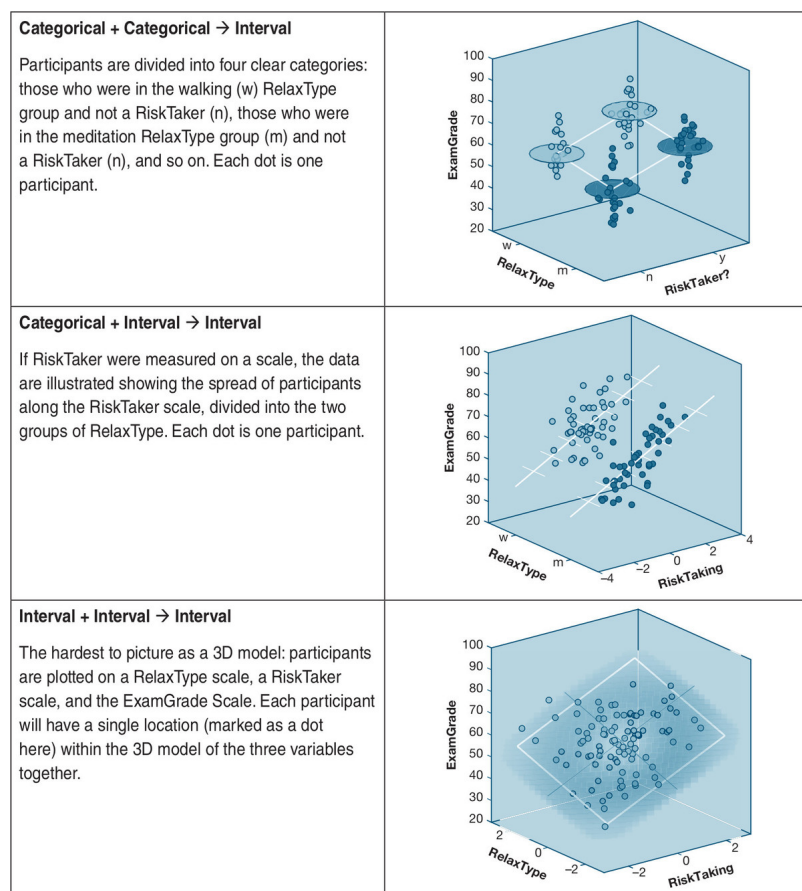 Categorical + Categorical → Interval
Participants are divided into four clear categories:
those who were in the walking (w) RelaxType
group and not a RiskTaker (n), those who were
in the meditation RelaxType group (m) and not
a RiskTaker (n), and so on. Each dot is one
participant.
100
90
80
70
60
50
40
30
20
ExamGrade
w
m
RelaxType
n
y
RiskTaker?
Categorical + Interval → Interval
If RiskTaker were measured on a scale, the data
are illustrated showing the spread of participants
along the RiskTaker scale, divided into the two
groups of RelaxType. Each dot is one participant.
100
90
80
70
60
50
40
30
20
ExamGrade
w
m
RelaxType
−4
−2
0
2
4
RiskTaking
Interval + Interval → Interval
The hardest to picture as a 3D model: participants
are plotted on a RelaxType scale, a RiskTaker
scale, and the ExamGrade Scale. Each participant
will have a single location (marked as a dot
here) within the 3D model of the three variables
together.
100
90
80
70
60
50
40
30
20
ExamGrade
2
0
−2
RelaxType
−2
0
2
RiskTaking